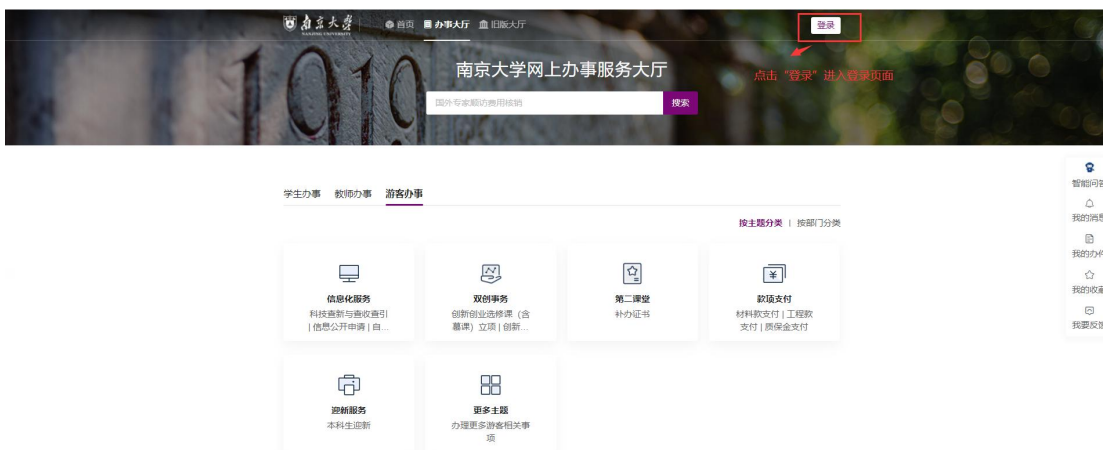 南京大学
NANJING UNIVERSITY
首页
办事大厅
旧版大厅
登录
南京大学网上办事服务大厅
点击“登录”进入登录页面
国外专家顺访费用核销
搜索
学生办事
教师办事
游客办事
按主题分类 | 按部门分类
信息化服务
科技查新与查收查引
| 信息公开申请 | 自...
双创事务
创新创业选修课（含
慕课）立项 | 创新...
第二课堂
补办证书
款项支付
材料款支付 | 工程款
支付 | 质保金支付
迎新服务
本科生迎新
更多主题
办理更多游客相关事
项
智能问答
我的消息
我的办件
我的收藏
我要反馈